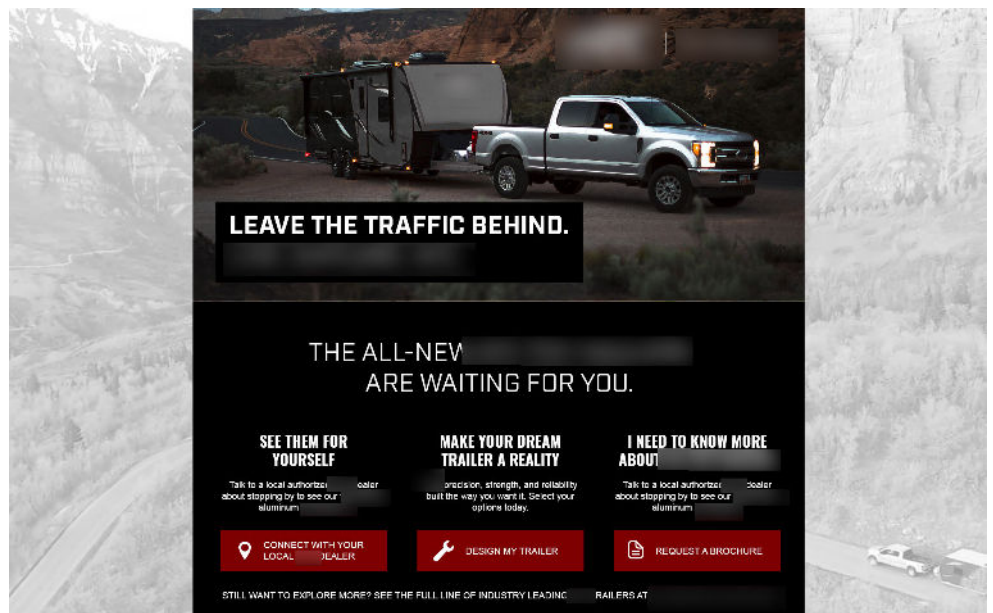 LEAVE THE TRAFFIC BEHIND.
THE ALL-NEW
ARE WAITING FOR YOU.
SEE THEM FOR
YOURSELF
Talk to a local authorized dealer
about stopping by to see our
aluminum
CONNECT WITH YOUR
LOCAL DEALER
MAKE YOUR DREAM
TRAILER A REALITY
precision, strength, and reliability
built the way you want it. Select your
options today.
DESIGN MY TRAILER
I NEED TO KNOW MORE
ABOUT
Talk to a local authorized dealer
about stopping by to see our
aluminum
REQUEST A BROCHURE
STILL WANT TO EXPLORE MORE? SEE THE FULL LINE OF INDUSTRY LEADING RAILERS AT